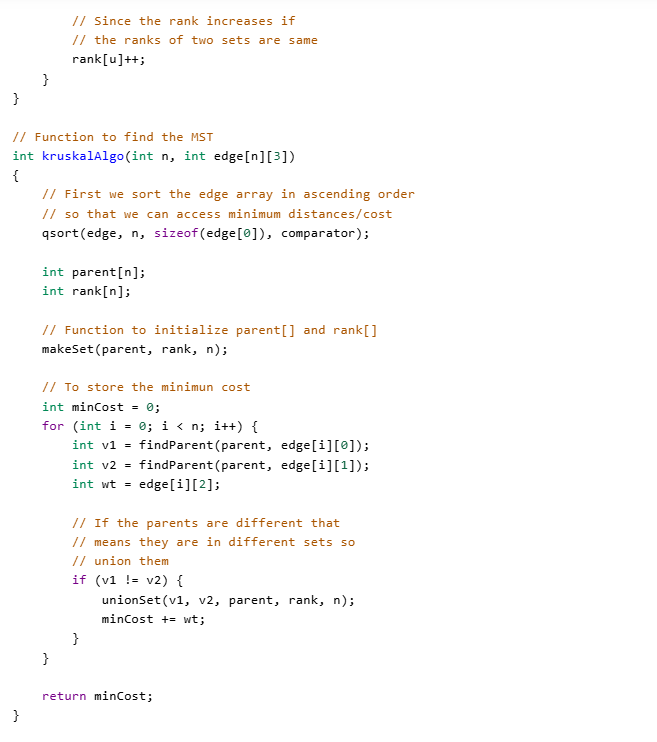 // Since the rank increases if
        // the ranks of two sets are same
        rank[u]++;
    }
}

// Function to find the MST
int kruskalAlgo(int n, int edge[n][3])
{
    // First we sort the edge array in ascending order
    // so that we can access minimum distances/cost
    qsort(edge, n, sizeof(edge[0]), comparator);

    int parent[n];
    int rank[n];

    // Function to initialize parent[] and rank[]
    makeSet(parent, rank, n);

    // To store the minimun cost
    int minCost = 0;
    for (int i = 0; i < n; i++) {
        int v1 = findParent(parent, edge[i][0]);
        int v2 = findParent(parent, edge[i][1]);
        int wt = edge[i][2];

        // If the parents are different that
        // means they are in different sets so
        // union them
        if (v1 != v2) {
            unionSet(v1, v2, parent, rank, n);
            minCost += wt;
        }
    }

    return minCost;
}